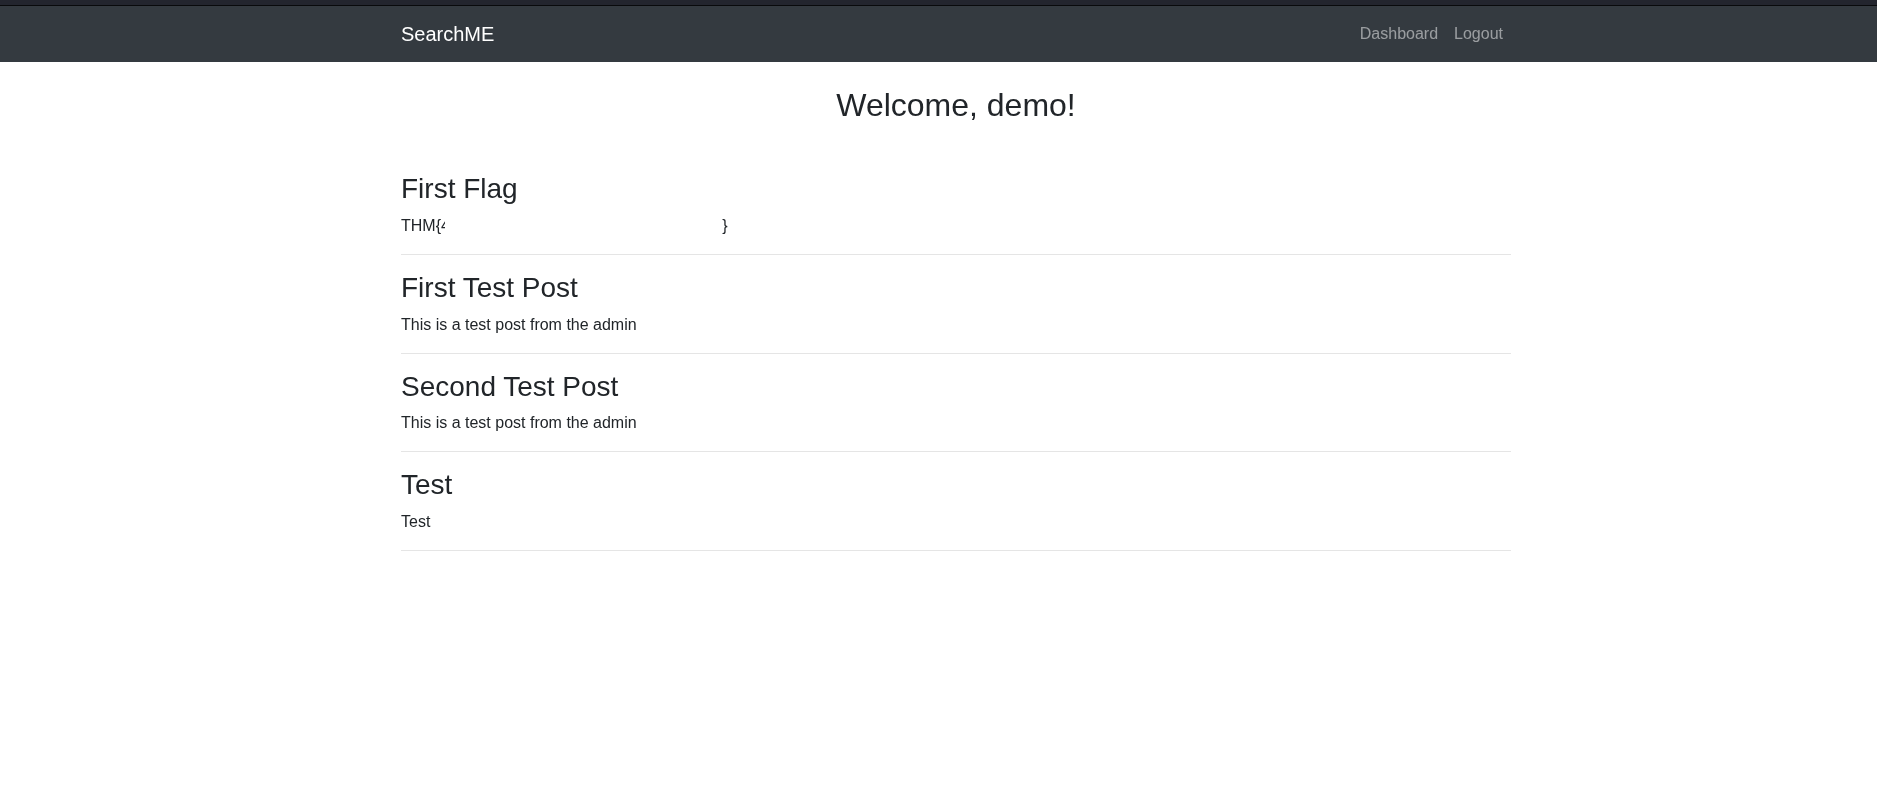 SearchME
Dashboard Logout
Welcome, demo!
First Flag
THM{ }
First Test Post
This is a test post from the admin
Second Test Post
This is a test post from the admin
Test
Test